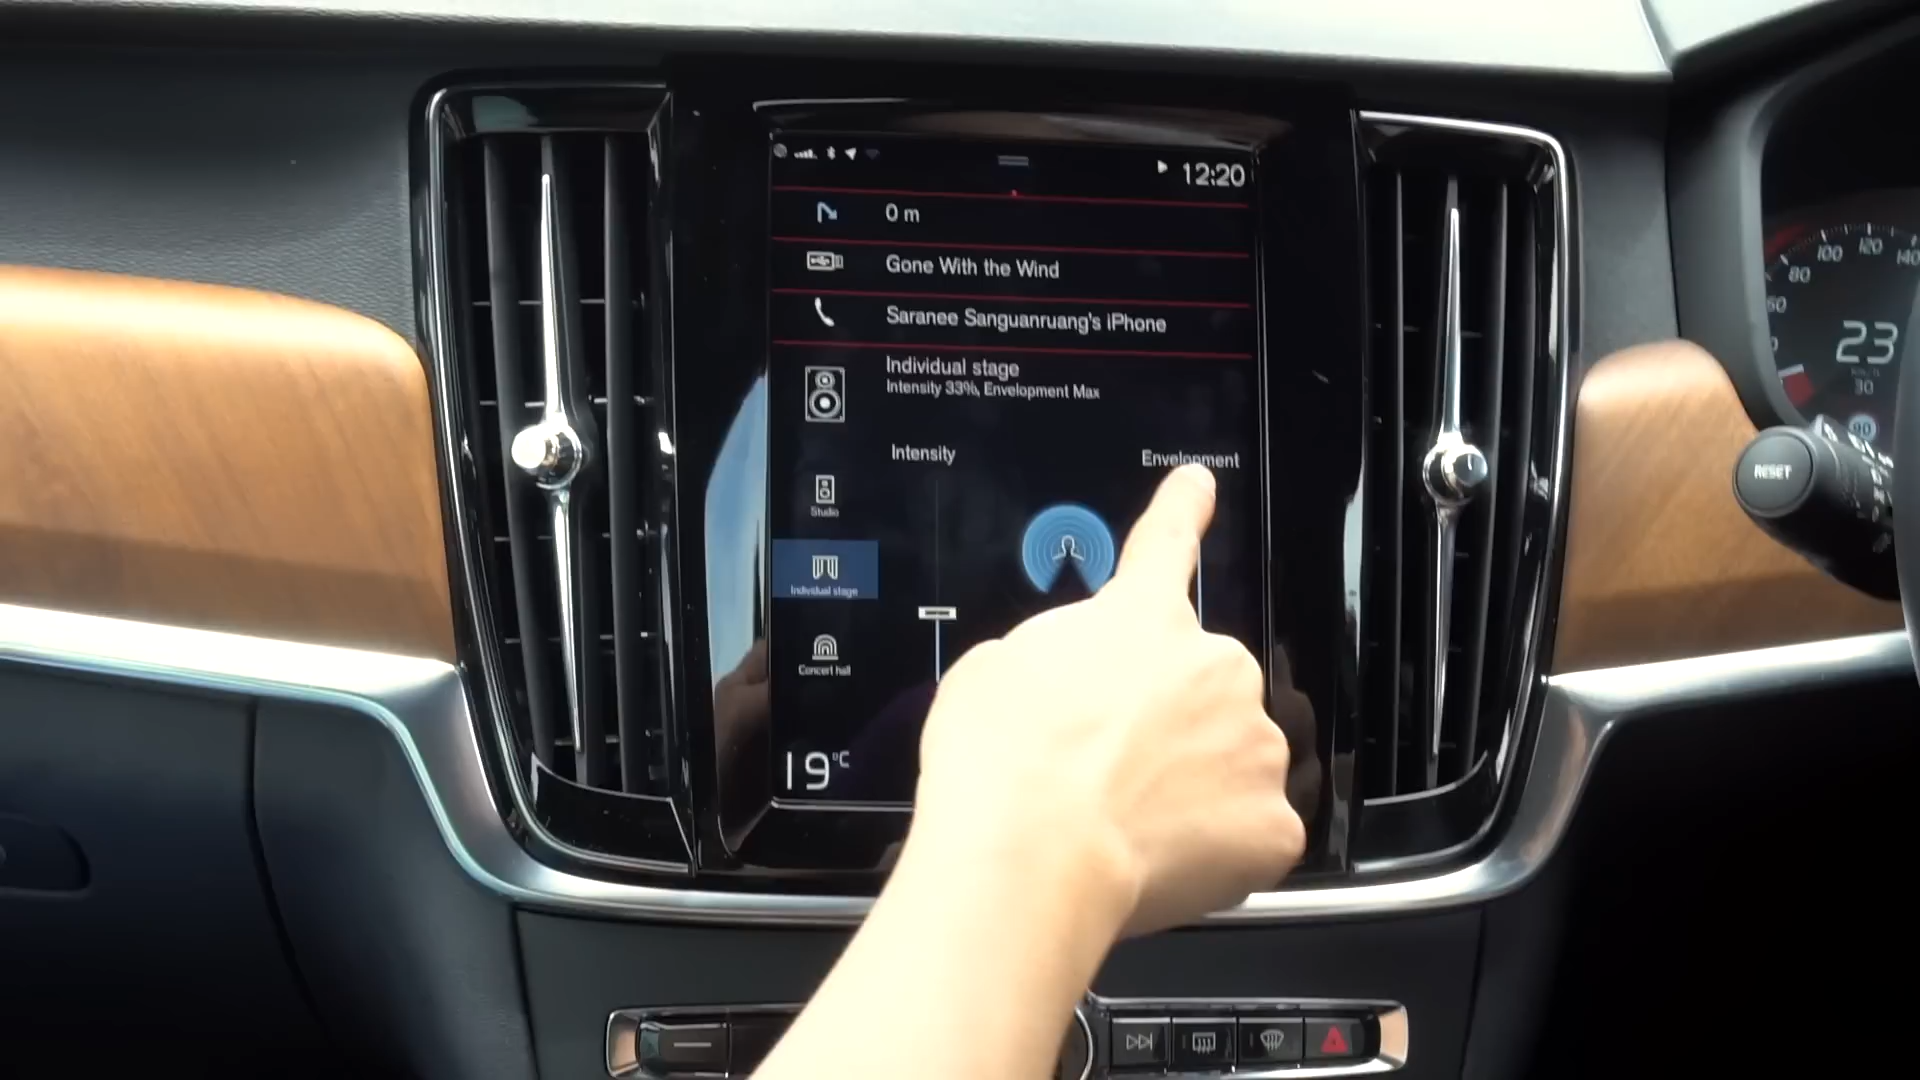 12:20
0 m
Gone With the Wind
Saranee Sanguanruang's iPhone
Individual stage
Intensity 33%, Envelopment Max
Intensity
Envelopment
Studio
Individual stage
Concert hall
19°C
60
80
100
120
140
23
30
90
RESET